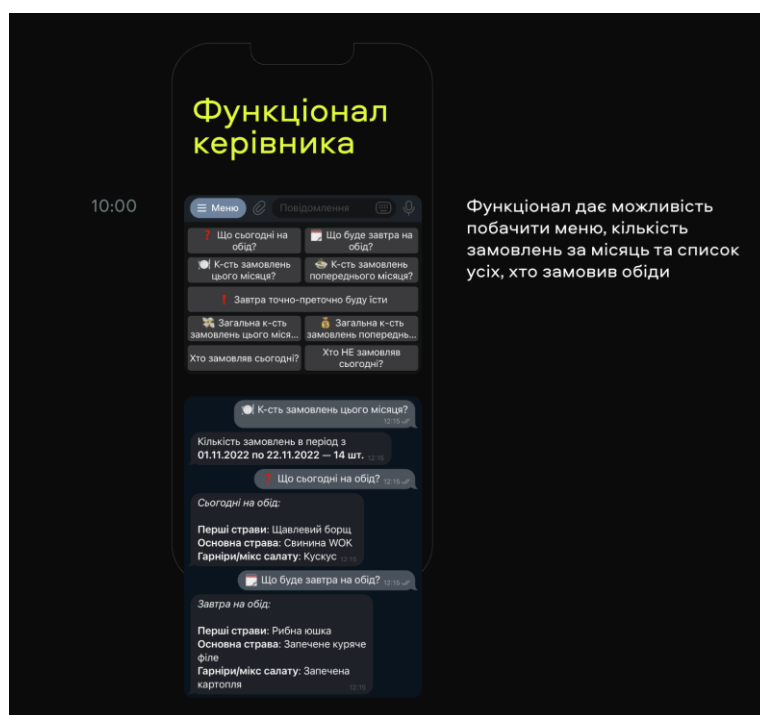 Функціонал
керівника
10:00
Меню
Повідомлення
Функціонал дає можливість
побачити меню, кількість
замовлень за місяць та список
усіх, хто замовив обіди
❓ Що сьогодні на
обід?
🗓 Що буде завтра на
обід?
🍽 К-сть замовлень
цього місяця?
🍲 К-сть замовлень
попереднього місяця?
❗ Завтра точно-преточно буду їсти
💸 Загальна к-сть
замовлень цього міся...
💰 Загальна к-сть
замовлень попереднь...
Хто замовляв сьогодні?
Хто НЕ замовляв
сьогодні?
🍽 К-сть замовлень цього місяця?
12:15
Кількість замовлень в період з
01.11.2022 по 22.11.2022 — 14 шт. 12:15
❓ Що сьогодні на обід? 12:15
Сьогодні на обід:
Перші страви: Щавлевий борщ
Основна страва: Свинина WOK
Гарніри/мікс салату: Кускус 12:15
🗓 Що буде завтра на обід? 12:15
Завтра на обід:
Перші страви: Рибна юшка
Основна страва: Запечене куряче
філе
Гарніри/мікс салату: Запечена
картопля 12:15